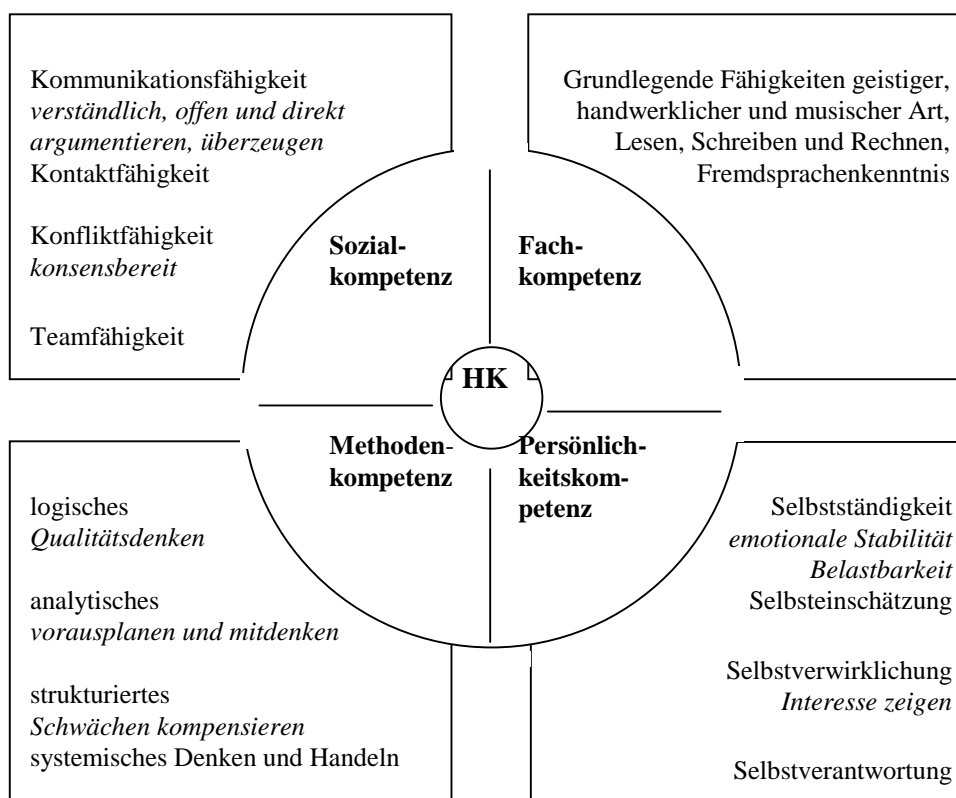 Kommunikationsfähigkeit
verständlich, offen und direkt
argumentieren, überzeugen
Kontaktfähigkeit
Konfliktfähigkeit
konsensbereit
Teamfähigkeit
Grundlegende Fähigkeiten geistiger,
handwerklicher und musischer Art,
Lesen, Schreiben und Rechnen,
Fremdsprachenkenntnis
Sozial-
kompetenz
Fach-
kompetenz
HK
Methoden-
kompetenz
Persönlich-
keitskom-
petenz
logisches
Qualitätsdenken
analytisches
vorausplanen und mitdenken
strukturiertes
Schwächen kompensieren
systemisches Denken und Handeln
Selbstständigkeit
emotionale Stabilität
Belastbarkeit
Selbsteinschätzung
Selbstverwirklichung
Interesse zeigen
Selbstverantwortung